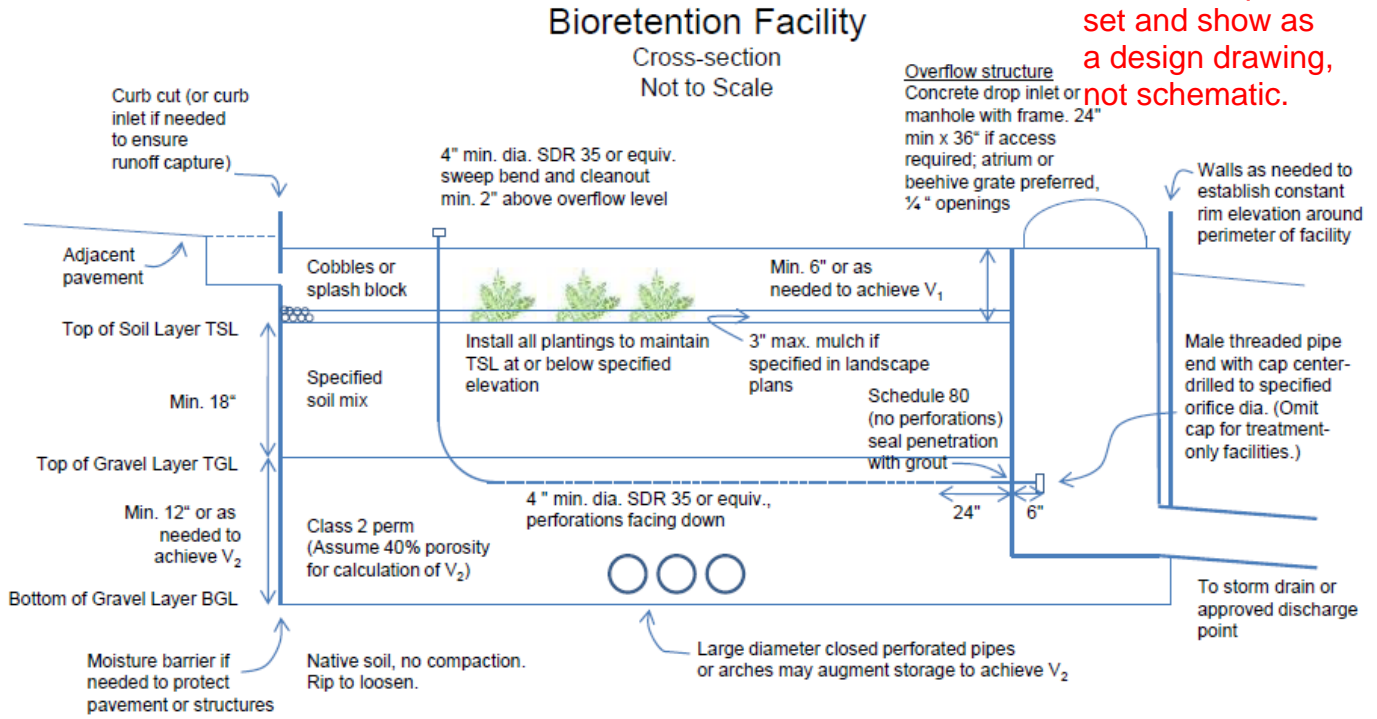 Bioretention Facility
Cross-section
Not to Scale
set and show as
a design drawing,
not schematic.
Curb cut (or curb
inlet if needed
to ensure
runoff capture)
4" min. dia. SDR 35 or equiv.
sweep bend and cleanout
min. 2" above overflow level
Overflow structure
Concrete drop inlet or
manhole with frame. 24"
min x 36" if access
required; atrium or
beehive grate preferred,
¼ " openings
Walls as needed to
establish constant
rim elevation around
perimeter of facility
Adjacent
pavement
Cobbles or
splash block
Min. 6" or as
needed to achieve V1
Top of Soil Layer TSL
Install all plantings to maintain
TSL at or below specified
elevation
3" max. mulch if
specified in landscape
plans
Male threaded pipe
end with cap center-
drilled to specified
orifice dia. (Omit
cap for treatment-
only facilities.)
Min. 18"
Specified
soil mix
Schedule 80
(no perforations)
seal penetration
with grout
Top of Gravel Layer TGL
4 " min. dia. SDR 35 or equiv.,
perforations facing down
24"
6"
Min. 12" or as
needed to
achieve V2
Class 2 perm
(Assume 40% porosity
for calculation of V2)
Bottom of Gravel Layer BGL
To storm drain or
approved discharge
point
Moisture barrier if
needed to protect
pavement or structures
Native soil, no compaction.
Rip to loosen.
Large diameter closed perforated pipes
or arches may augment storage to achieve V2